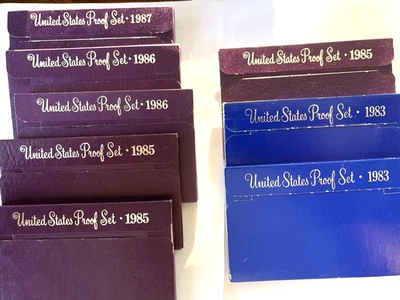 United States Proof Set • 1987
United States Proof Set • 1986
United States Proof Set • 1986
United States Proof Set • 1985
United States Proof Set • 1985
United States Proof Set • 1985
United States Proof Set • 1983
United States Proof Set • 1983